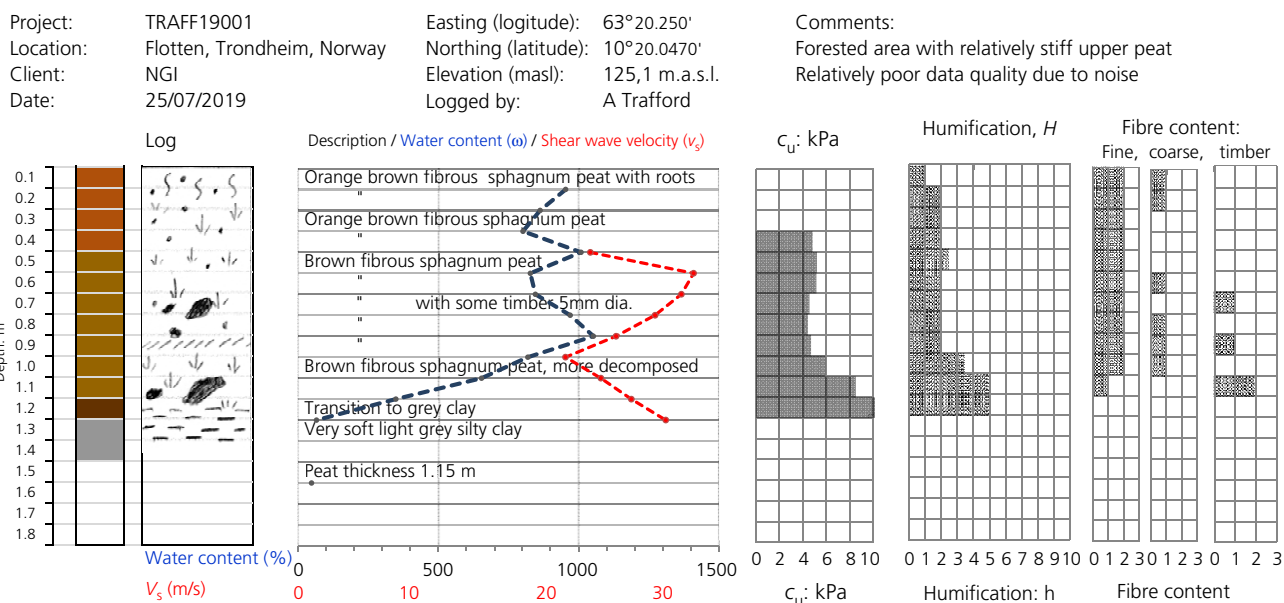 Project: TRAFF19001 Easting (logitude): 63°20.250' Comments:
Location: Flotten, Trondheim, Norway Northing (latitude): 10°20.0470' Forested area with relatively stiff upper peat
Client: NGI Elevation (masl): 125,1 m.a.s.l. Relatively poor data quality due to noise
Date: 25/07/2019 Logged by: A Trafford
Log Description / Water content (ω) / Shear wave velocity (vs) cu: kPa Humification, H Fibre content:
Fine, coarse, timber
Depth: m
0.1 Orange brown fibrous sphagnum peat with roots
0.2 "
0.3 Orange brown fibrous sphagnum peat
0.4 "
0.5 Brown fibrous sphagnum peat
0.6 "
0.7 " with some timber 5mm dia.
0.8 "
0.9 "
1.0 Brown fibrous sphagnum peat, more decomposed
1.1
1.2 Transition to grey clay
1.3 Very soft light grey silty clay
1.4
1.5 Peat thickness 1.15 m
1.6
1.7
1.8
Water content (%) 0 500 1000 1500 0 2 4 6 8 10 0 1 2 3 4 5 6 7 8 9 10 0 1 2 3 0 1 2 3 0 1 2 3
Vs (m/s) 0 10 20 30 cu: kPa Humification: h Fibre content